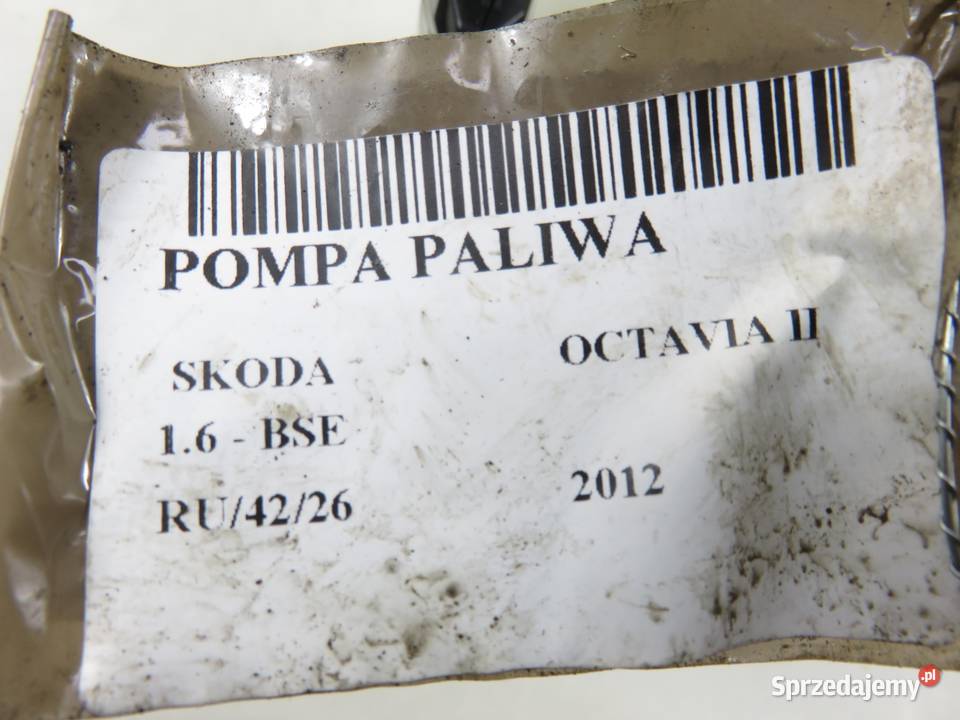 POMPA PALIWA
SKODA OCTAVIA II
1.6 - BSE
RU/42/26 2012
Sprzedajemy.pl